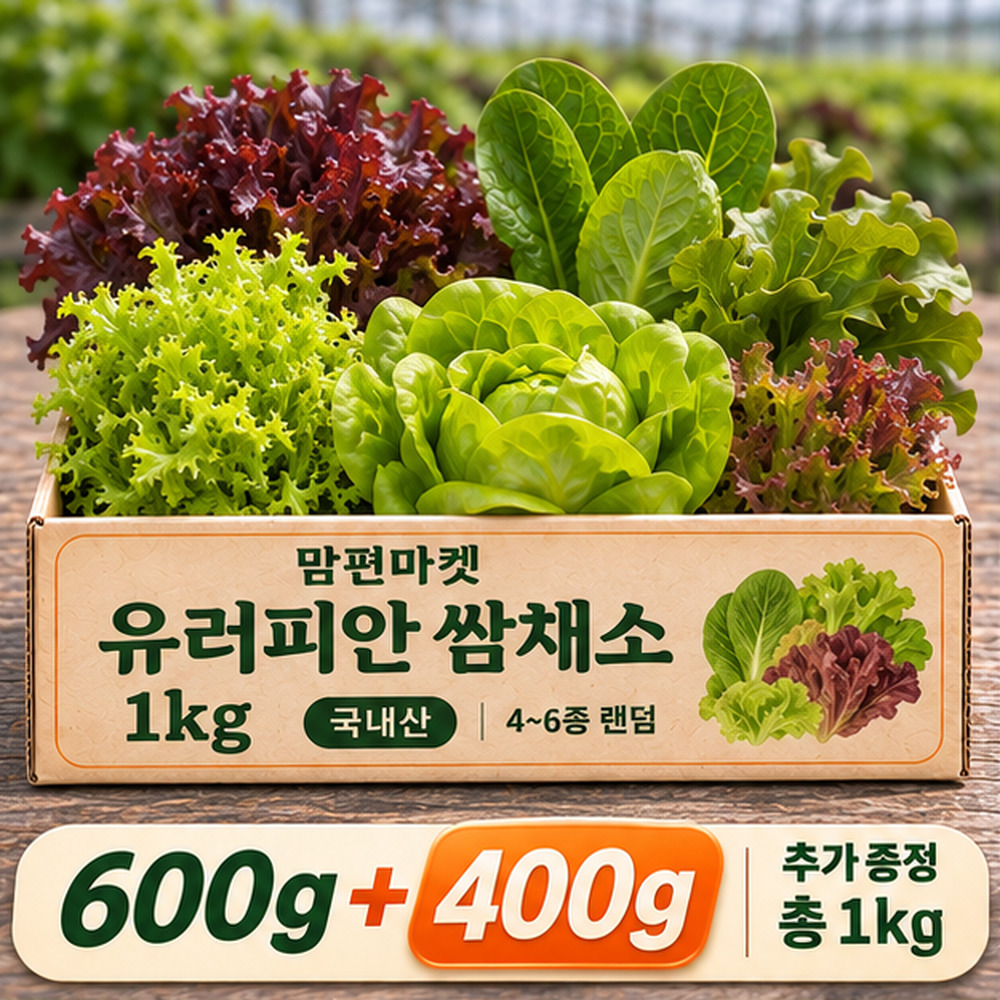 맘편마켓
유러피안 쌈채소
1kg 국내산 | 4~6종 랜덤
600g + 400g
추가 종정
총 1kg